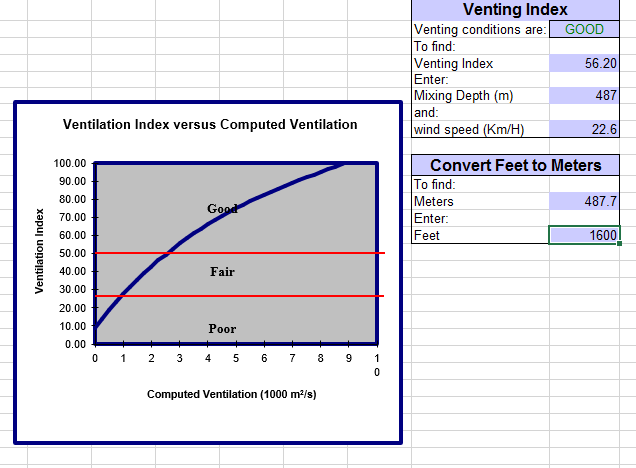 Venting Index
Venting conditions are: GOOD
To find:
Venting Index 56.20
Enter:
Mixing Depth (m) 487
and:
wind speed (Km/H) 22.6
Convert Feet to Meters
To find:
Meters 487.7
Enter:
Feet 1600
Ventilation Index versus Computed Ventilation
Ventilation Index
100.00
90.00
80.00
70.00
60.00
50.00
40.00
30.00
20.00
10.00
0.00
Good
Fair
Poor
0 1 2 3 4 5 6 7 8 9 1
0
Computed Ventilation (1000 m²/s)